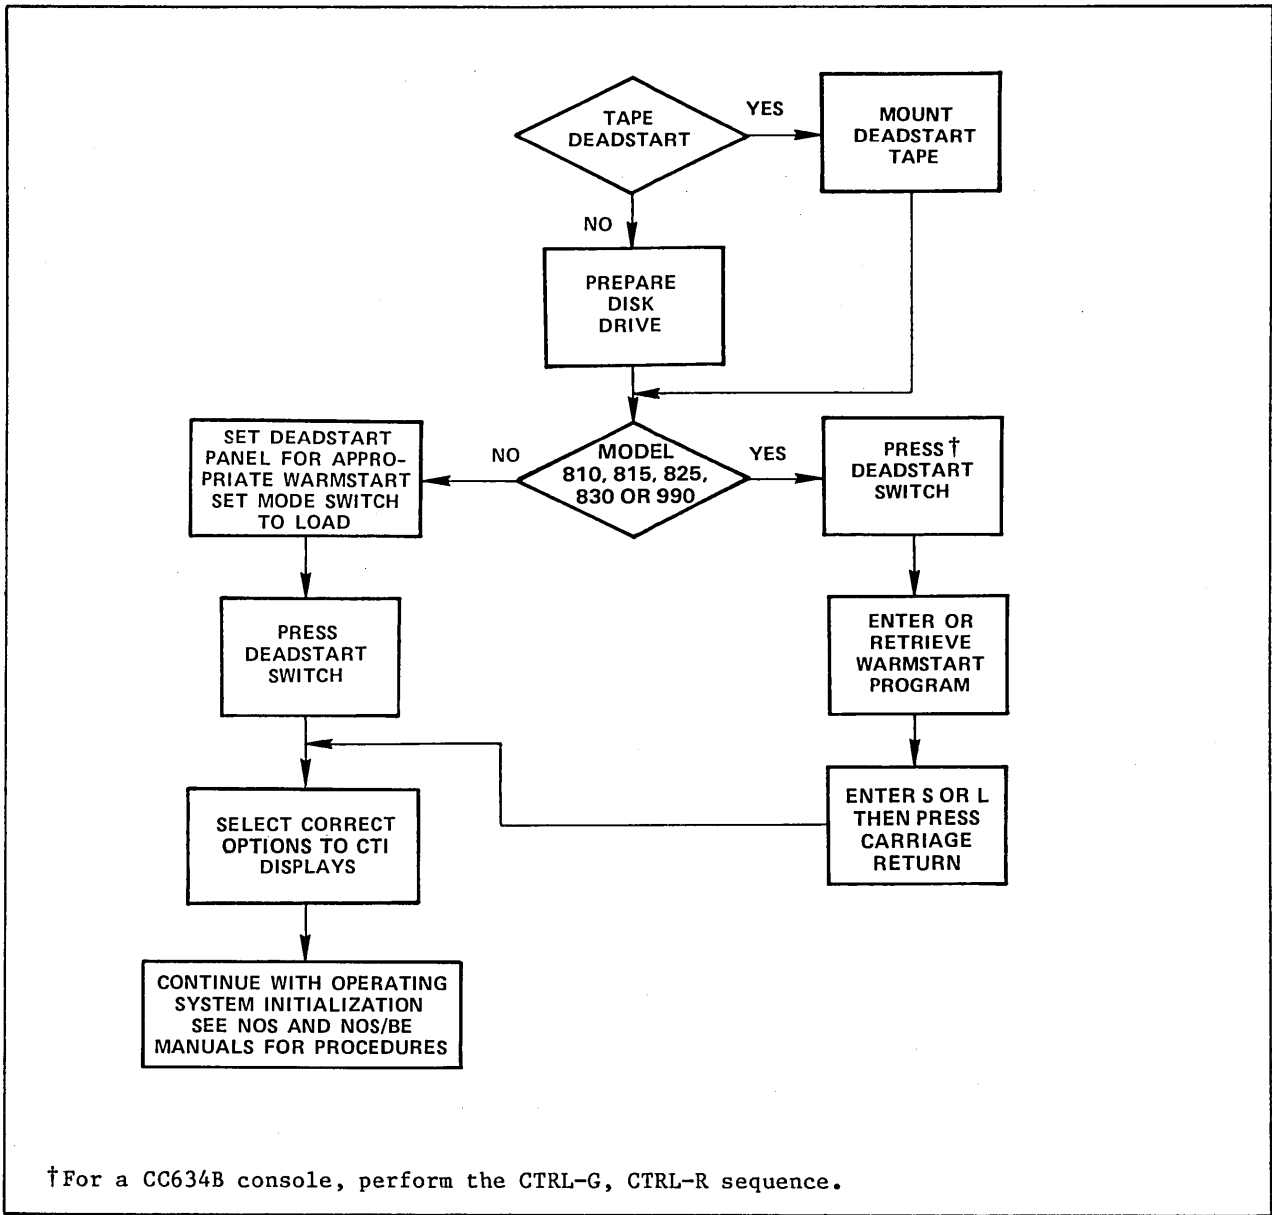 TAPE
DEADSTART
YES
MOUNT
DEADSTART
TAPE
NO
PREPARE
DISK
DRIVE
SET DEADSTART
PANEL FOR APPRO-
PRIATE WARMSTART
SET MODE SWITCH
TO LOAD
NO
MODEL
810, 815, 825,
830 OR 990
YES
PRESS †
DEADSTART
SWITCH
PRESS
DEADSTART
SWITCH
ENTER OR
RETRIEVE
WARMSTART
PROGRAM
SELECT CORRECT
OPTIONS TO CTI
DISPLAYS
ENTER S OR L
THEN PRESS
CARRIAGE
RETURN
CONTINUE WITH OPERATING
SYSTEM INITIALIZATION
SEE NOS AND NOS/BE
MANUALS FOR PROCEDURES
†For a CC634B console, perform the CTRL-G, CTRL-R sequence.